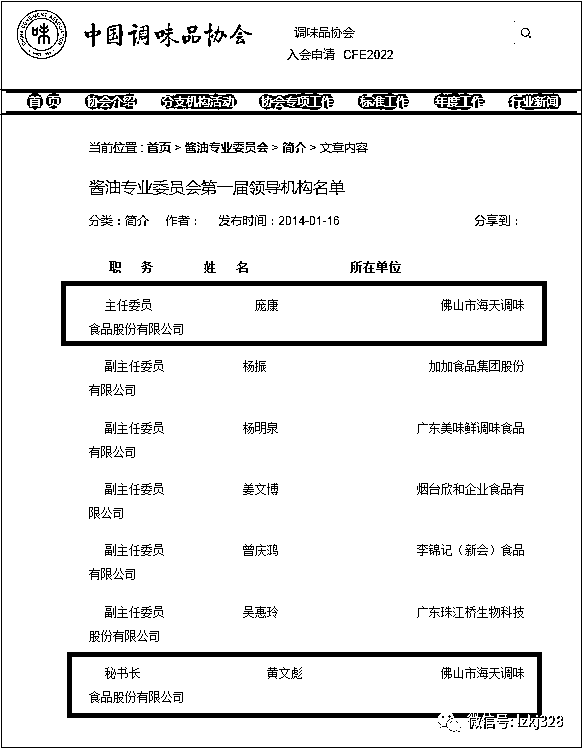 中国调味品协会
调味品协会
入会申请 CFE2022
首 页 协会介绍 分支机构活动 协会专项工作 标准工作 年度工作 行业新闻
当前位置：首页 > 酱油专业委员会 > 简介 > 文章内容
酱油专业委员会第一届领导机构名单
分类：简介 作者： 发布时间：2014-01-16 分享到：
职 务 姓 名 所在单位
主任委员 庞康 佛山市海天调味
食品股份有限公司
副主任委员 杨振 加加食品集团股份
有限公司
副主任委员 杨明泉 广东美味鲜调味食品
有限公司
副主任委员 姜文博 烟台欣和企业食品有
限公司
副主任委员 曾庆鸿 李锦记（新会）食品
有限公司
副主任委员 吴惠玲 广东珠江桥生物科技
股份有限公司
秘书长 黄文彪 佛山市海天调味
食品股份有限公司
微信号: lzkj328